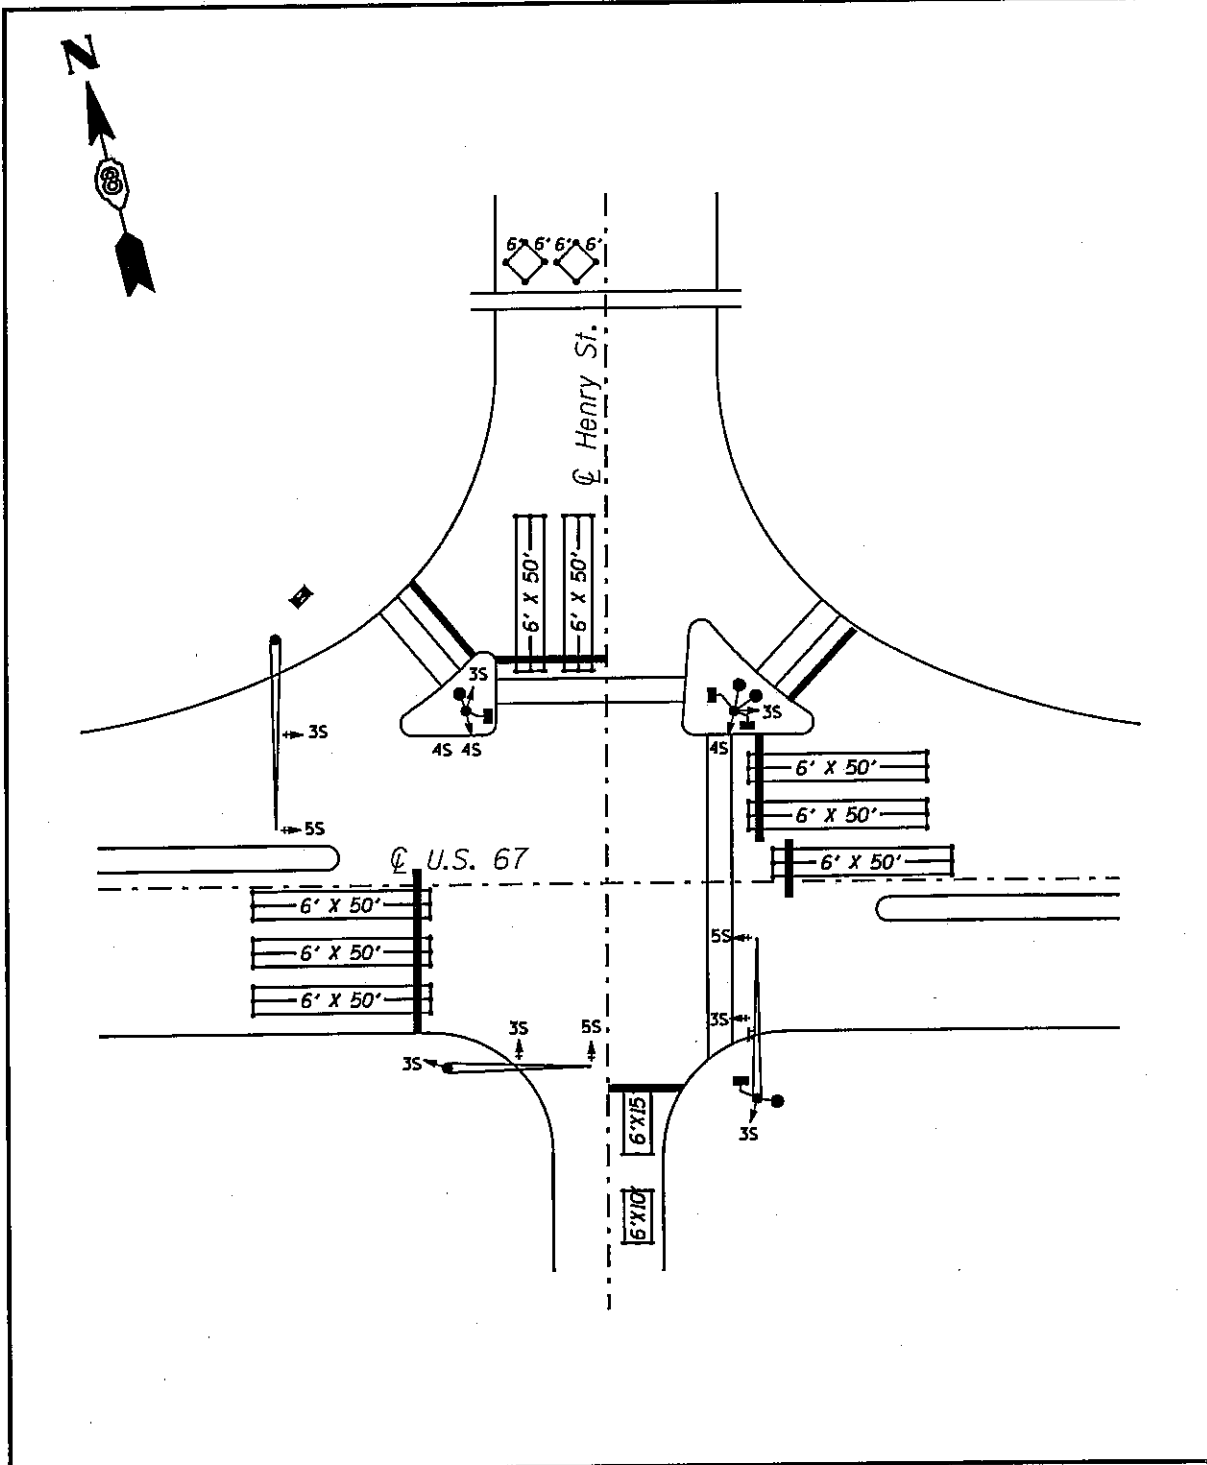 N
8
6' 6' 6' 6'
℄ Henry St.
6' X 50'
6' X 50'
3S
3S
4S 4S
4S
3S
5S
6' X 50'
6' X 50'
6' X 50'
℄ U.S. 67
6' X 50'
6' X 50'
6' X 50'
5S
3S
3S
3S
5S
6'X15'
3S
6'X10'